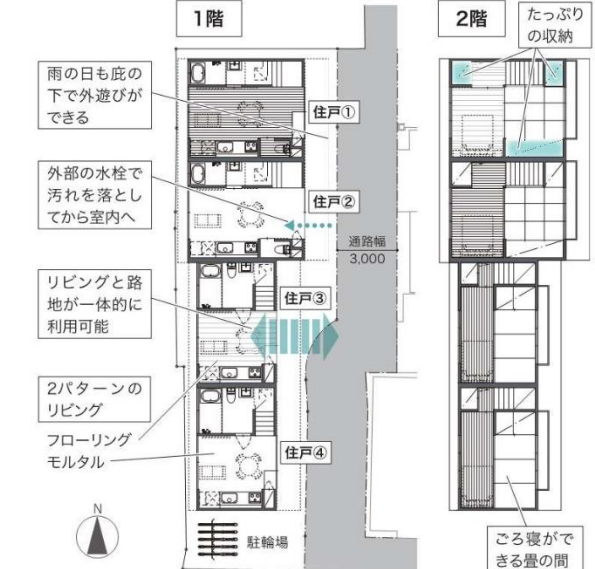 1階
2階
たっぷり
の収納
雨の日も庇の
下で外遊びが
できる
住戸①
外部の水栓で
汚れを落とし
てから室内へ
住戸②
通路幅
3,000
リビングと路
地が一体的に
利用可能
住戸③
2パターンの
リビング
フローリング
モルタル
住戸④
N
駐輪場
ごろ寝がで
きる畳の間